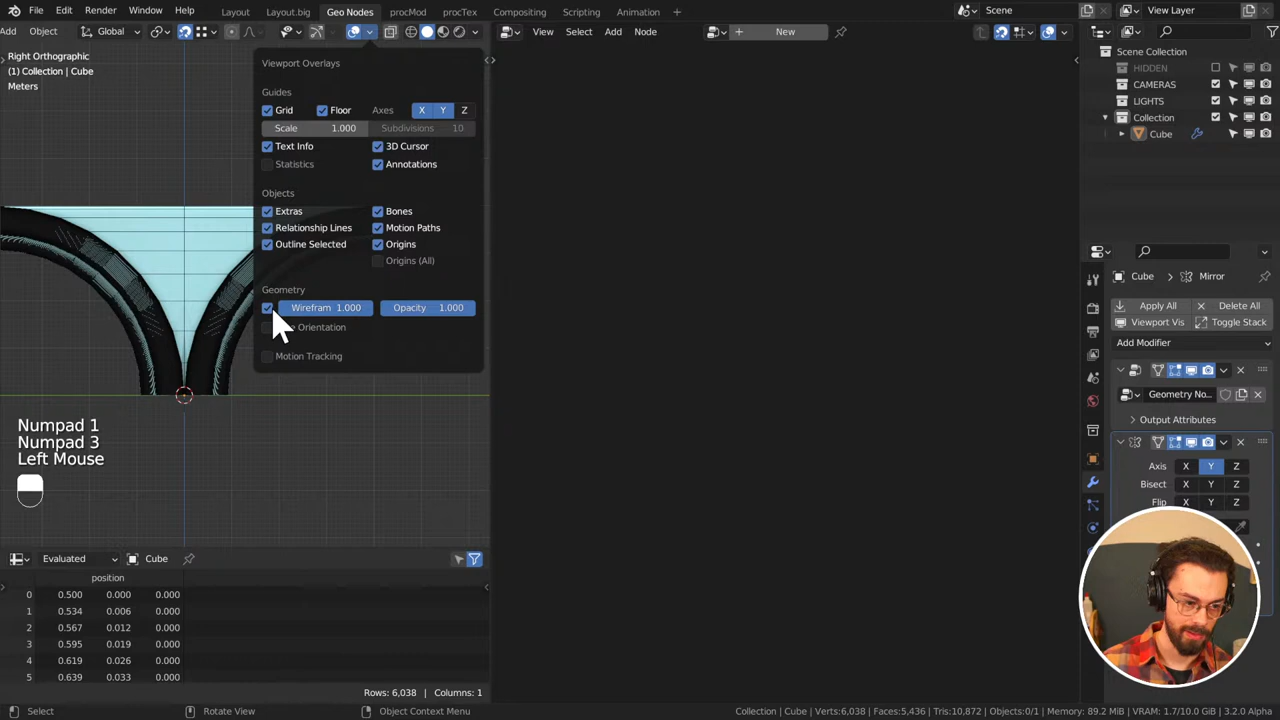 File Edit Render Window Help Layout Layout.big Geo Nodes procMod procTex Compositing Scripting Animation + Scene View Layer
Add Object Global View Select Add Node + New
Right Orthographic
(1) Collection | Cube
Meters
Viewport Overlays
Guides
Grid Floor Axes X Y Z
Scale 1.000 Subdivisions 10
Text Info 3D Cursor
Statistics Annotations
Objects
Extras Bones
Relationship Lines Motion Paths
Outline Selected Origins
Origins (All)
Geometry
Wirefram 1.000 Opacity 1.000
Orientation
Motion Tracking
Numpad 1
Numpad 3
Left Mouse
Evaluated Cube
position
0 0.500 0.000 0.000
1 0.534 0.006 0.000
2 0.567 0.012 0.000
3 0.595 0.019 0.000
4 0.619 0.026 0.000
5 0.639 0.033 0.000
Rows: 6,038 | Columns: 1
Scene Collection
HIDDEN
CAMERAS
LIGHTS
Collection
Cube
Cube Mirror
Apply All Delete All
Viewport Vis Toggle Stack
Add Modifier
Geometry No...
Output Attributes
Axis X Y Z
Bisect X Y Z
Flip X Y Z
Select Rotate View Object Context Menu Collection | Cube | Verts:6,038 | Faces:5,436 | Tris:10,872 | Objects:0/1 | Memory: 89.2 MiB | VRAM: 1.7/10.0 GiB | 3.2.0 Alpha